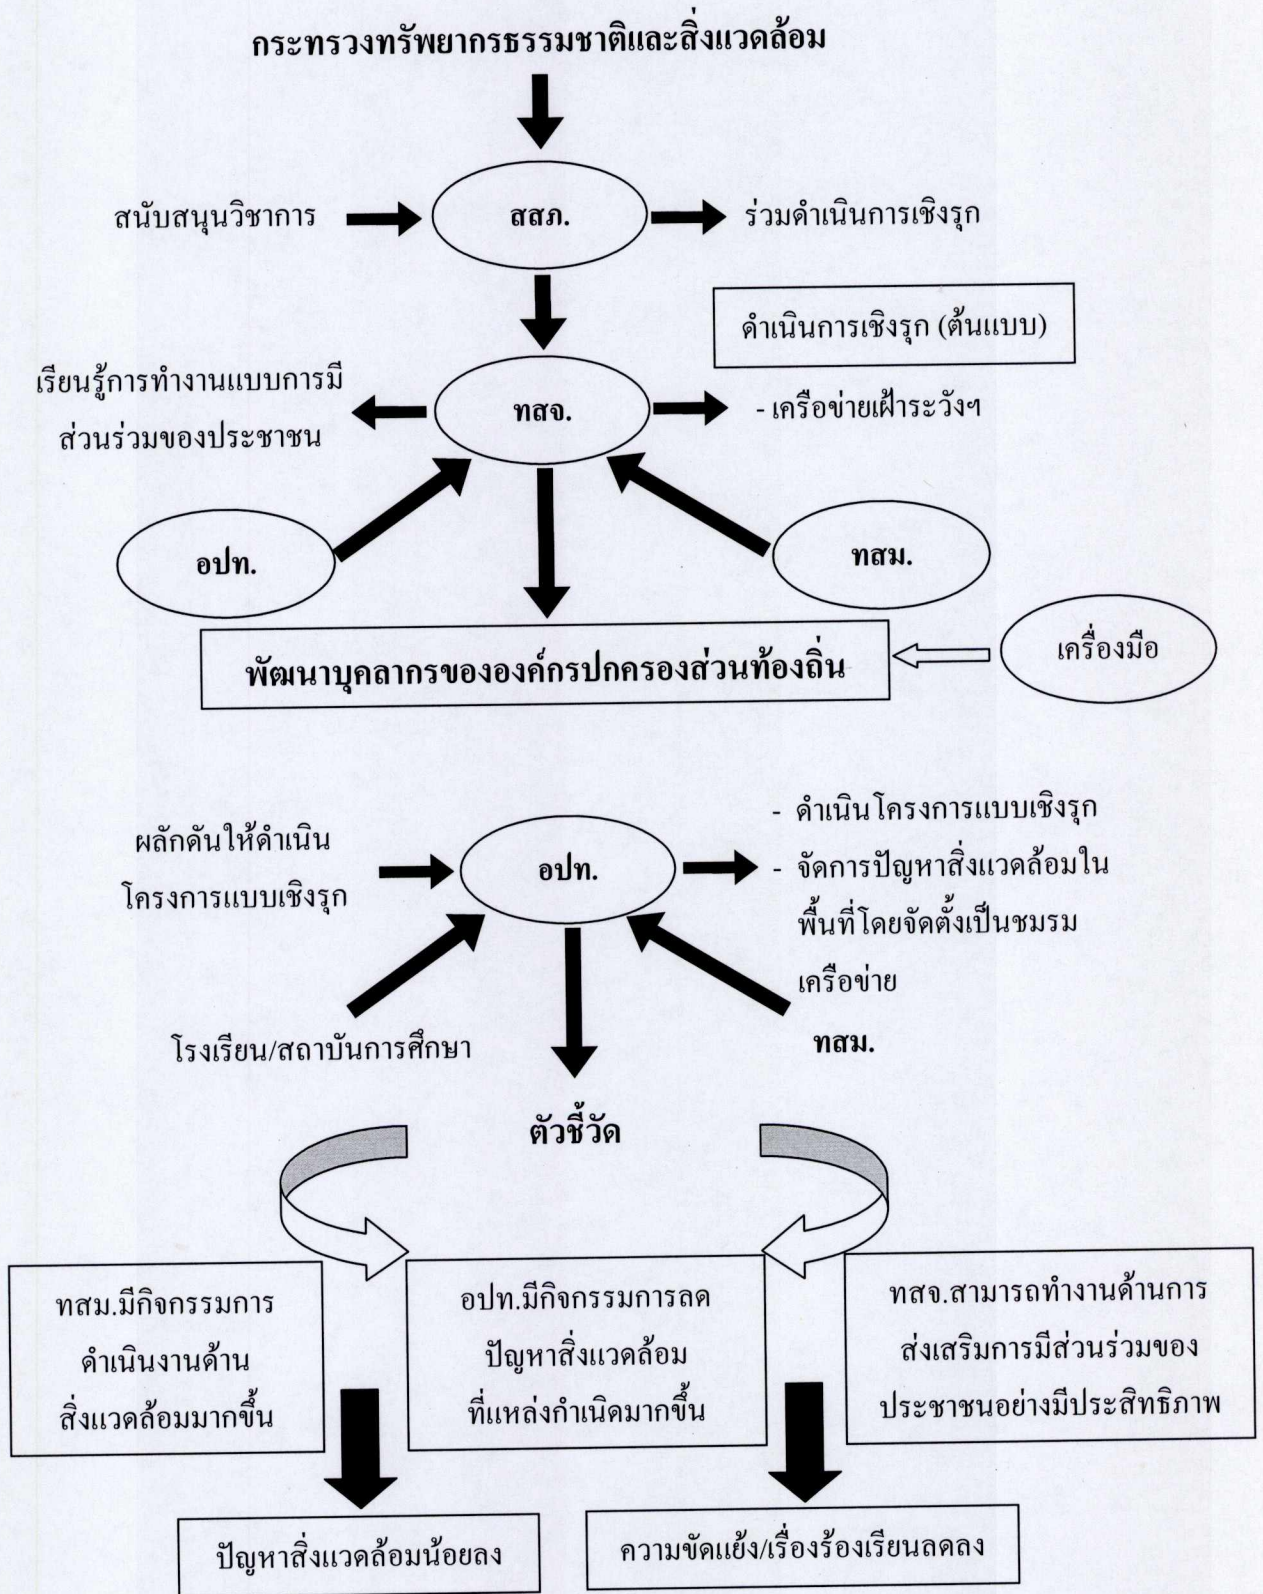 กระทรวงทรัพยากรธรรมชาติและสิ่งแวดล้อม
สนับสนุนวิชาการ
สสภ.
ร่วมดำเนินการเชิงรุก
ดำเนินการเชิงรุก (ต้นแบบ)
เรียนรู้การทำงานแบบการมี
ส่วนร่วมของประชาชน
ทสจ.
- เครือข่ายเฝ้าระวังฯ
อปท.
ทสม.
พัฒนาบุคลากรขององค์กรปกครองส่วนท้องถิ่น
เครื่องมือ
ผลักดันให้ดำเนิน
โครงการแบบเชิงรุก
อปท.
- ดำเนินโครงการแบบเชิงรุก
- จัดการปัญหาสิ่งแวดล้อมใน
พื้นที่โดยจัดตั้งเป็นชมรม
เครือข่าย
โรงเรียน/สถาบันการศึกษา
ทสม.
ตัวชี้วัด
ทสม.มีกิจกรรมการ
ดำเนินงานด้าน
สิ่งแวดล้อมมากขึ้น
อปท.มีกิจกรรมการลด
ปัญหาสิ่งแวดล้อม
ที่แหล่งกำเนิดมากขึ้น
ทสจ.สามารถทำงานด้านการ
ส่งเสริมการมีส่วนร่วมของ
ประชาชนอย่างมีประสิทธิภาพ
ปัญหาสิ่งแวดล้อมน้อยลง
ความขัดแย้ง/เรื่องร้องเรียนลดลง